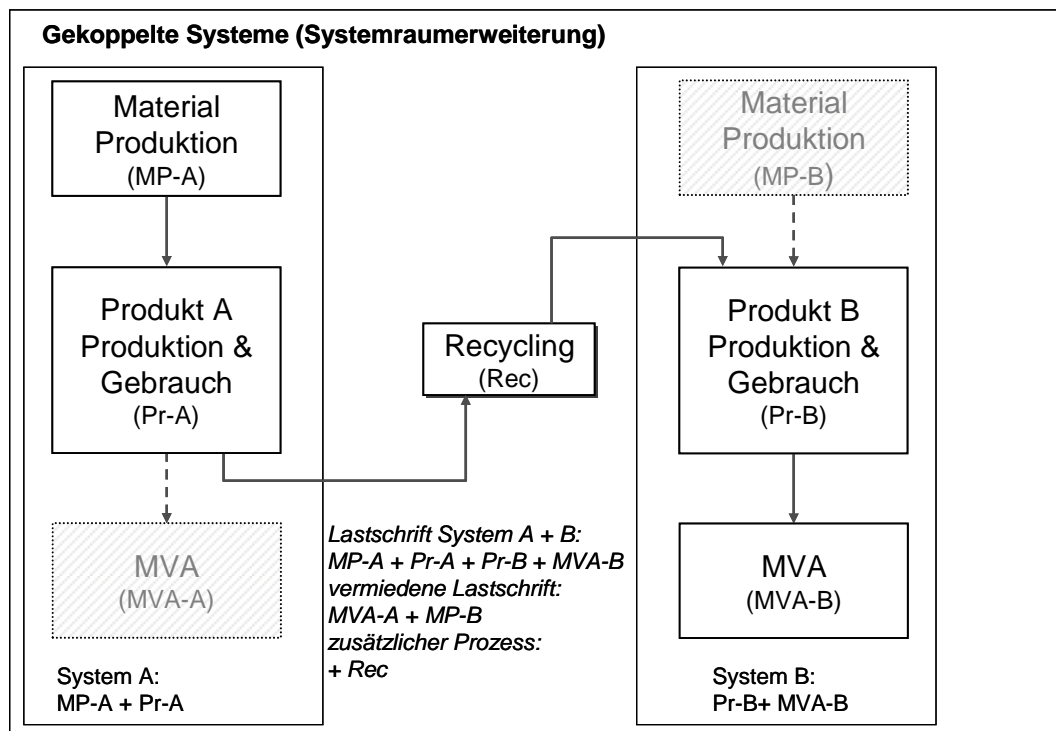 Gekoppelte Systeme (Systemraumerweiterung)
Material
Produktion
(MP-A)
Produkt A
Produktion &
Gebrauch
(Pr-A)
MVA
(MVA-A)
System A:
MP-A + Pr-A
Recycling
(Rec)
Lastschrift System A + B:
MP-A + Pr-A + Pr-B + MVA-B
vermiedene Lastschrift:
MVA-A + MP-B
zusätzlicher Prozess:
+ Rec
Material
Produktion
(MP-B)
Produkt B
Produktion &
Gebrauch
(Pr-B)
MVA
(MVA-B)
System B:
Pr-B+ MVA-B